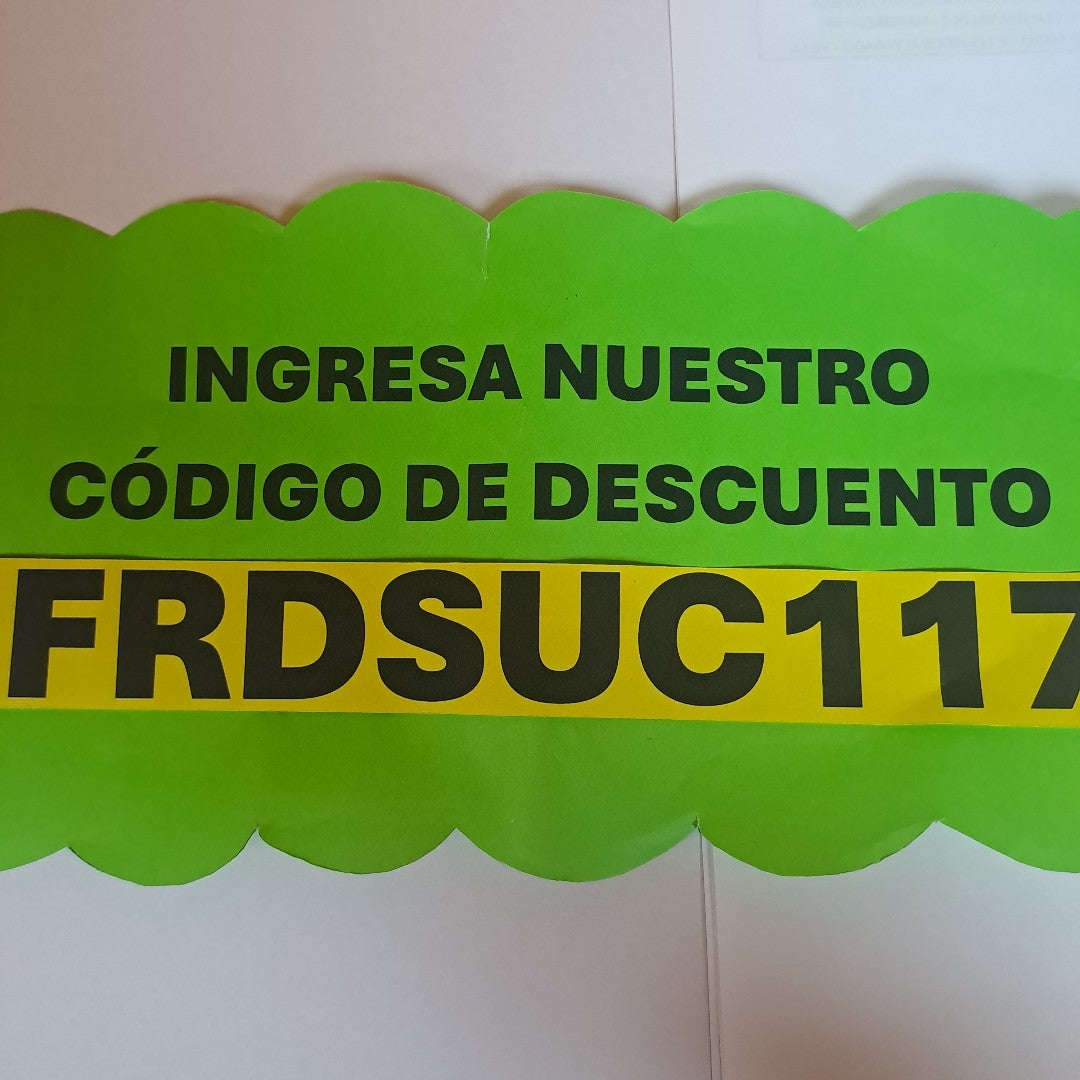 INGRESA NUESTRO
CÓDIGO DE DESCUENTO
FRDSUC117